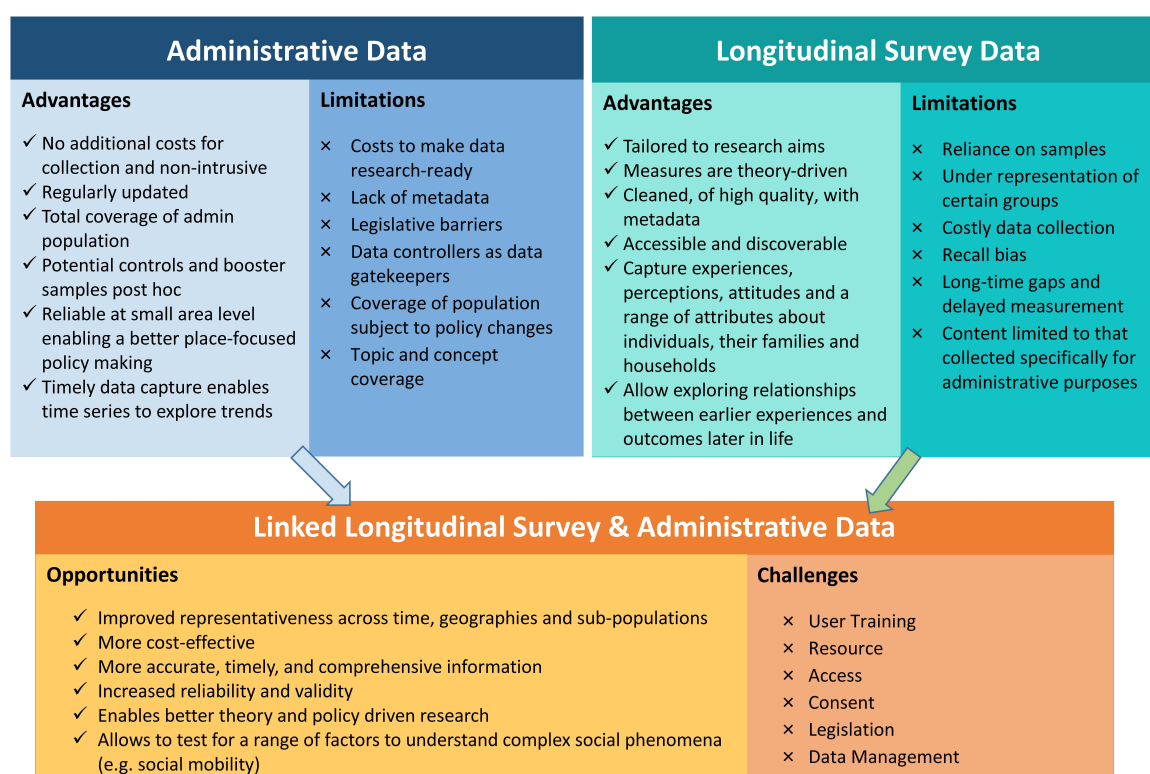 Administrative Data
Advantages
✓ No additional costs for
collection and non-intrusive
✓ Regularly updated
✓ Total coverage of admin
population
✓ Potential controls and booster
samples post hoc
✓ Reliable at small area level
enabling a better place-focused
policy making
✓ Timely data capture enables
time series to explore trends
Limitations
× Costs to make data
research-ready
× Lack of metadata
× Legislative barriers
× Data controllers as data
gatekeepers
× Coverage of population
subject to policy changes
× Topic and concept
coverage
Longitudinal Survey Data
Advantages
✓ Tailored to research aims
✓ Measures are theory-driven
✓ Cleaned, of high quality, with
metadata
✓ Accessible and discoverable
✓ Capture experiences,
perceptions, attitudes and a
range of attributes about
individuals, their families and
households
✓ Allow exploring relationships
between earlier experiences and
outcomes later in life
Limitations
× Reliance on samples
× Under representation of
certain groups
× Costly data collection
× Recall bias
× Long-time gaps and
delayed measurement
× Content limited to that
collected specifically for
administrative purposes
Linked Longitudinal Survey & Administrative Data
Opportunities
✓ Improved representativeness across time, geographies and sub-populations
✓ More cost-effective
✓ More accurate, timely, and comprehensive information
✓ Increased reliability and validity
✓ Enables better theory and policy driven research
✓ Allows to test for a range of factors to understand complex social phenomena
(e.g. social mobility)
Challenges
× User Training
× Resource
× Access
× Consent
× Legislation
× Data Management